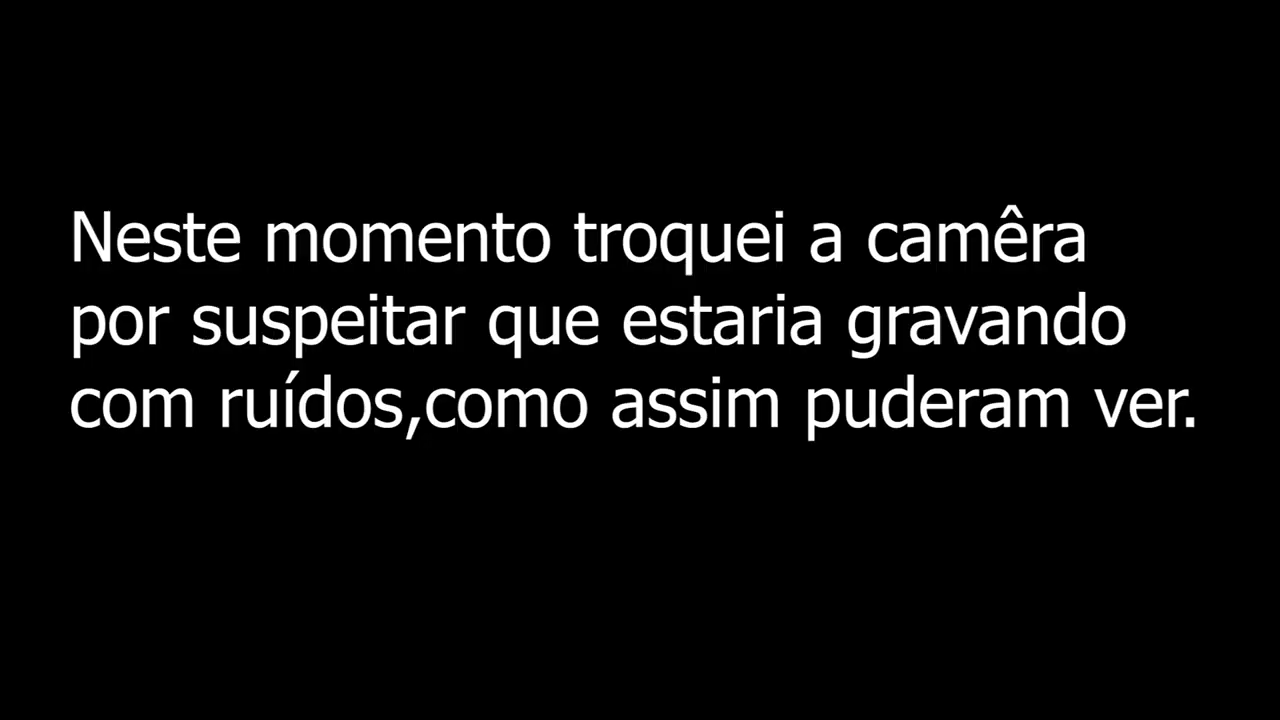 Neste momento troquei a camêra
por suspeitar que estaria gravando
com ruídos,como assim puderam ver.